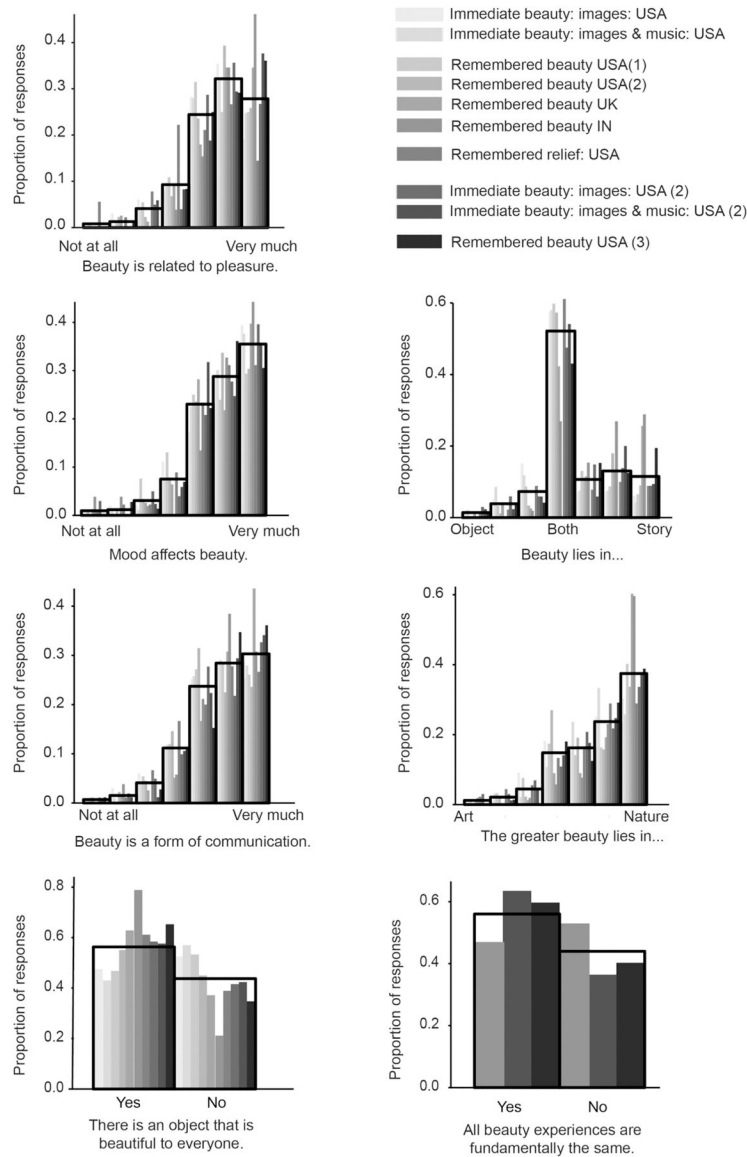 Proportion of responses
0.4
0.3
0.2
0.1
0.0
Not at all
Very much
Beauty is related to pleasure.
Immediate beauty: images: USA
Immediate beauty: images & music: USA
Remembered beauty USA(1)
Remembered beauty USA(2)
Remembered beauty UK
Remembered beauty IN
Remembered relief: USA
Immediate beauty: images: USA (2)
Immediate beauty: images & music: USA (2)
Remembered beauty USA (3)
Proportion of responses
0.4
0.3
0.2
0.1
0.0
Not at all
Very much
Mood affects beauty.
Proportion of responses
0.6
0.4
0.2
0.0
Object
Both
Story
Beauty lies in...
Proportion of responses
0.4
0.3
0.2
0.1
0.0
Not at all
Very much
Beauty is a form of communication.
Proportion of responses
0.6
0.4
0.2
0.0
Art
Nature
The greater beauty lies in...
Proportion of responses
0.8
0.6
0.4
0.2
0.0
Yes
No
There is an object that is
beautiful to everyone.
Proportion of responses
0.6
0.4
0.6
0.0
Yes
No
All beauty experiences are
fundamentally the same.